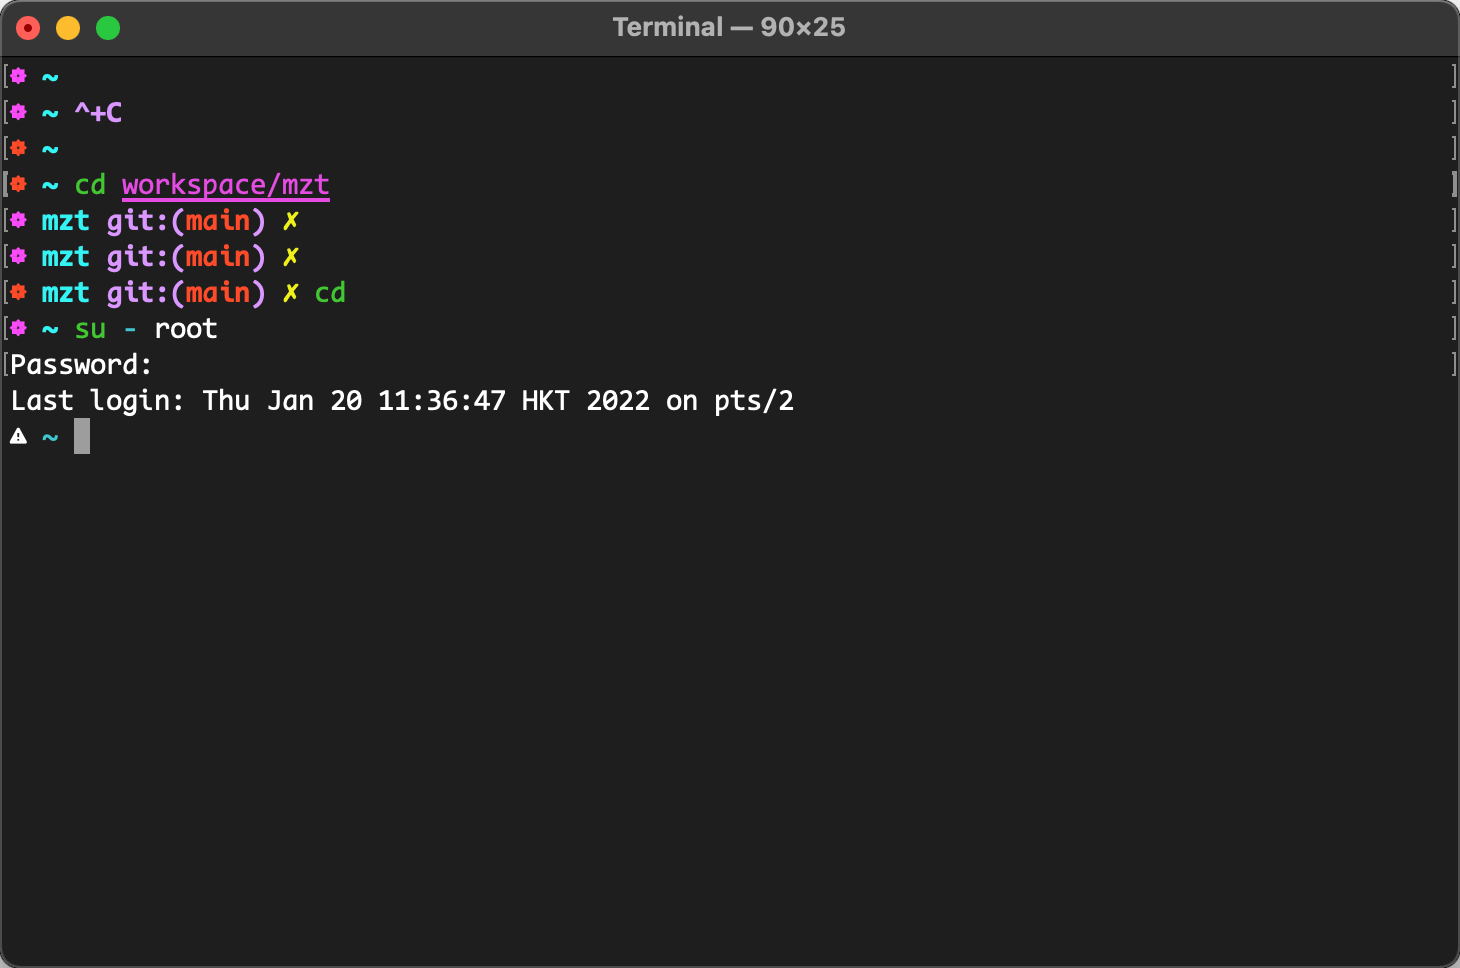 Terminal — 90×25
~
~ ^+C
~
~ cd workspace/mzt
mzt git:(main) ✗
mzt git:(main) ✗
mzt git:(main) ✗ cd
~ su - root
Password:
Last login: Thu Jan 20 11:36:47 HKT 2022 on pts/2
⚠ ~